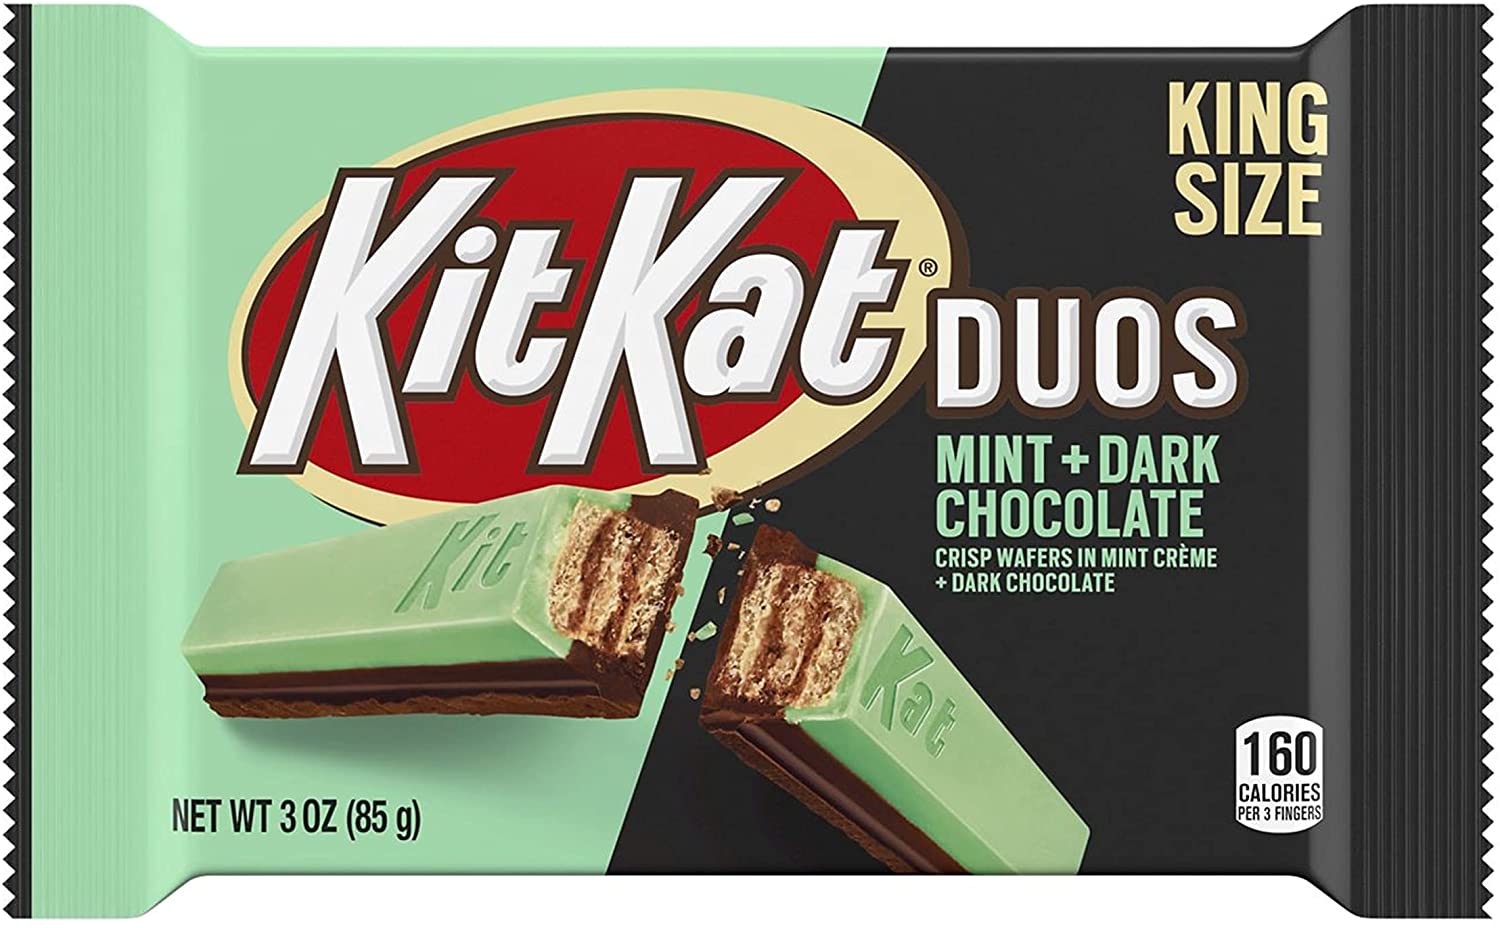 KING
SIZE
KitKat®
DUOS
MINT + DARK
CHOCOLATE
CRISP WAFERS IN MINT CRÈME
+ DARK CHOCOLATE
Kit
Kat
160
CALORIES
PER 3 FINGERS
NET WT 3 OZ (85 g)